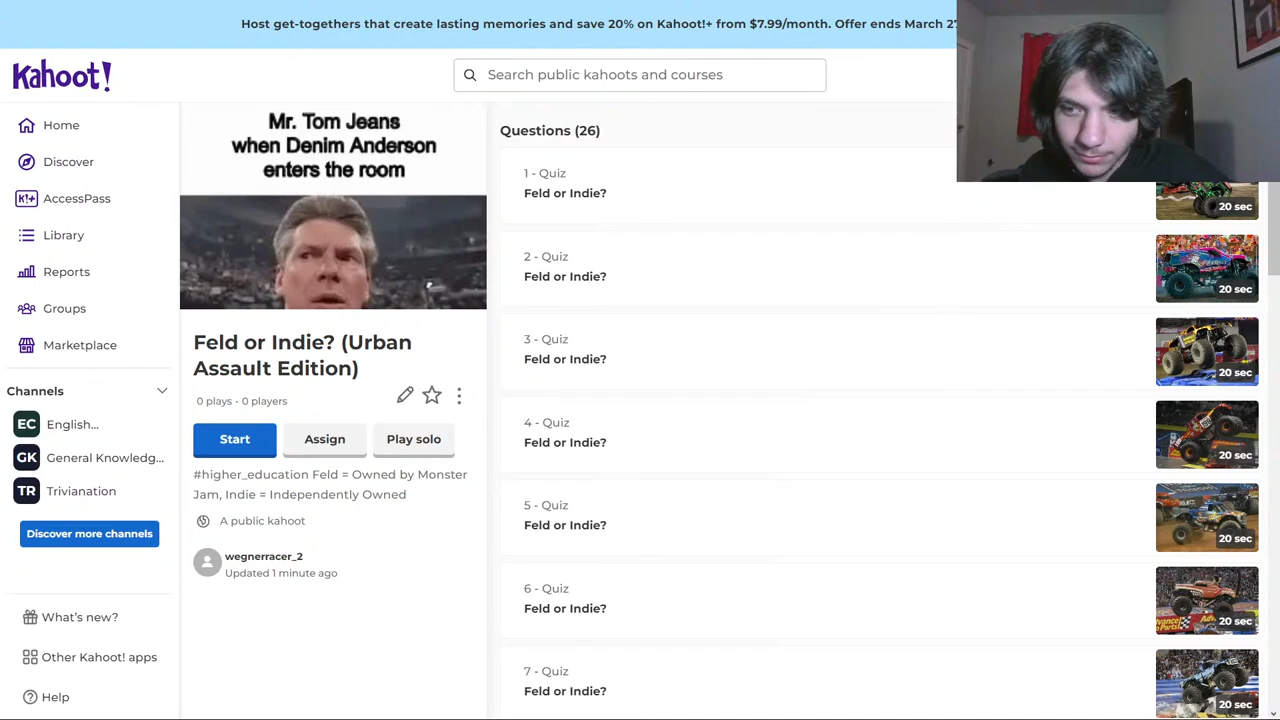 Host get-togethers that create lasting memories and save 20% on Kahoot!+ from $7.99/month. Offer ends March 27
Kahoot!
Search public kahoots and courses
Home
Discover
K!+ AccessPass
Library
Reports
Groups
Marketplace
Channels
EC English...
GK General Knowledg...
TR Trivianation
Discover more channels
What's new?
Other Kahoot! apps
Help
Mr. Tom Jeans
when Denim Anderson
enters the room
Feld or Indie? (Urban
Assault Edition)
0 plays · 0 players
Start
Assign
Play solo
#higher_education Feld = Owned by Monster
Jam, Indie = Independently Owned
A public kahoot
wegnerracer_2
Updated 1 minute ago
Questions (26)
1 - Quiz
Feld or Indie?
20 sec
2 - Quiz
Feld or Indie?
20 sec
3 - Quiz
Feld or Indie?
20 sec
4 - Quiz
Feld or Indie?
20 sec
5 - Quiz
Feld or Indie?
20 sec
6 - Quiz
Feld or Indie?
20 sec
7 - Quiz
Feld or Indie?
20 sec